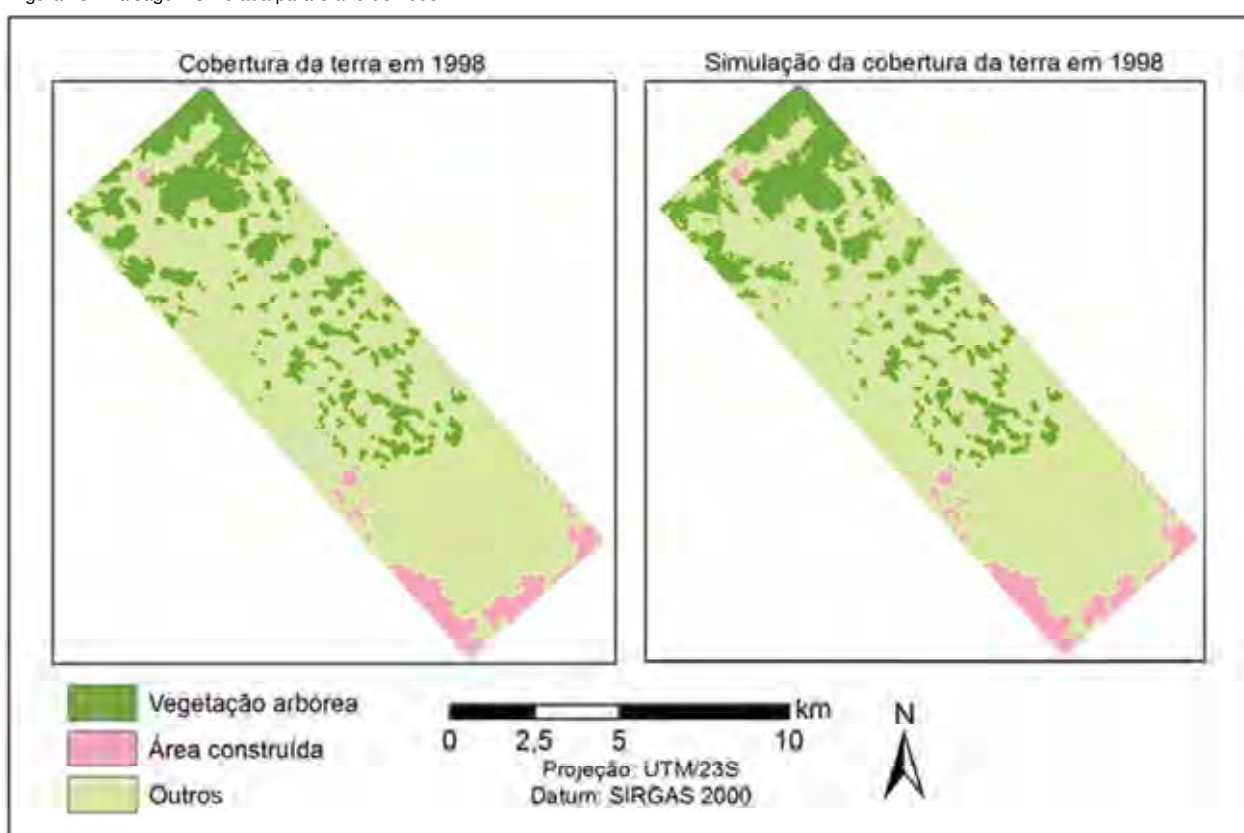 Cobertura da terra em 1998
Simulação da cobertura da terra em 1998
Vegetação arbórea
Área construída
Outros
km
0 2,5 5 10
Projeção: UTM/23S
Datum: SIRGAS 2000
N